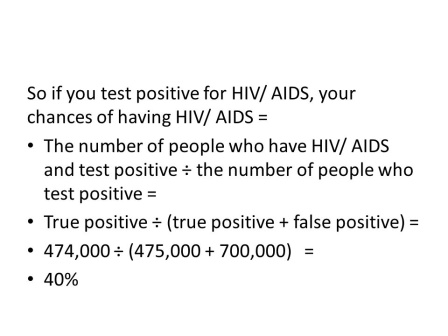 So if you test positive for HIV/ AIDS, your
chances of having HIV/ AIDS =
• The number of people who have HIV/ AIDS
and test positive ÷ the number of people who
test positive =
• True positive ÷ (true positive + false positive) =
• 474,000 ÷ (475,000 + 700,000) =
• 40%